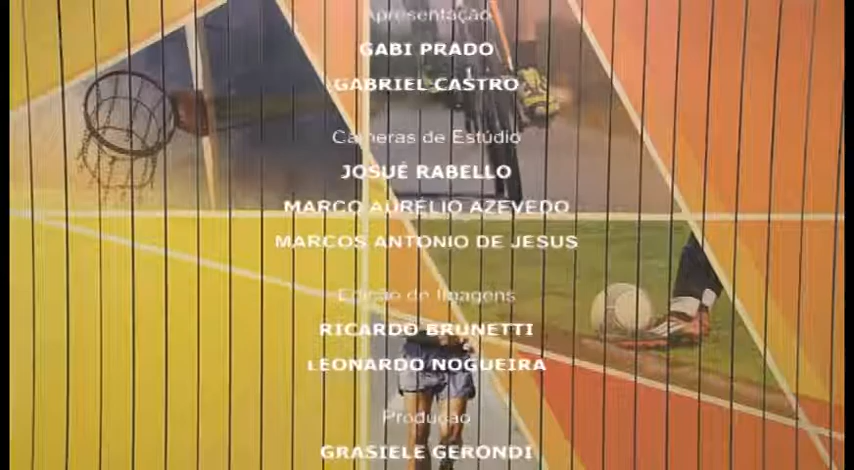 Apresentação
GABI PRADO
GABRIEL CASTRO
Câmeras de Estúdio
JOSUÉ RABELLO
MARCO AURÉLIO AZEVEDO
MARCOS ANTONIO DE JESUS
Edição de Imagens
RICARDO BRUNETTI
LEONARDO NOGUEIRA
Produção
GRASIELE GERONDI